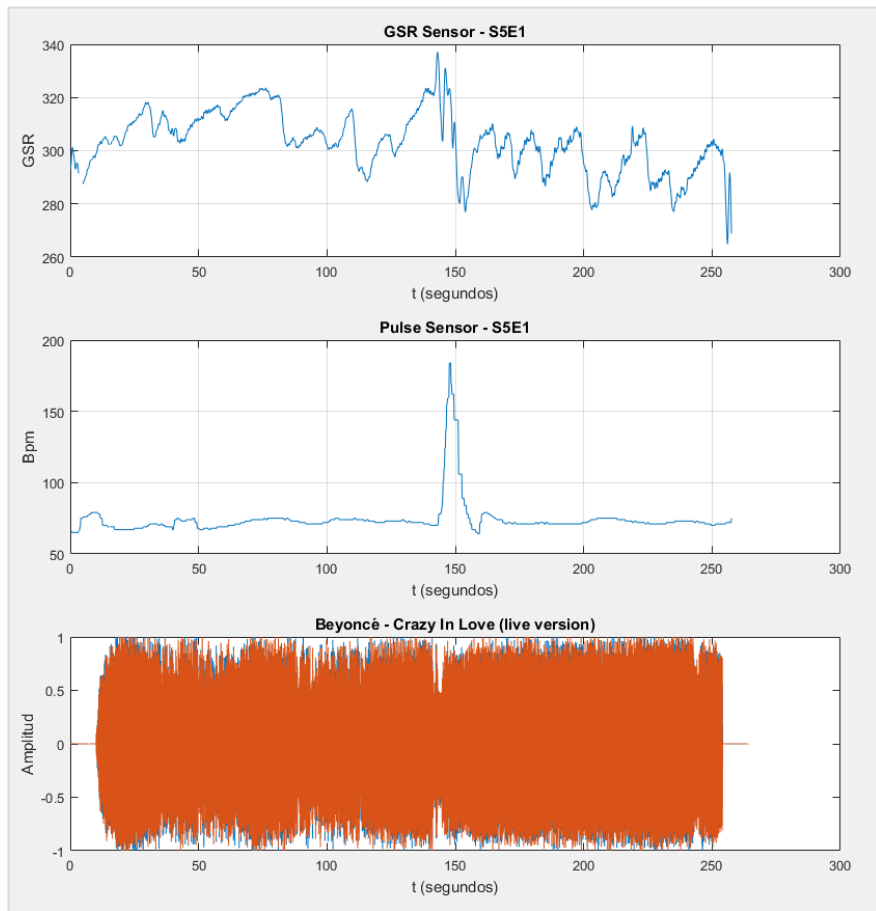 GSR Sensor - S5E1
340
320
300
280
260
GSR
0 50 100 150 200 250 300
t (segundos)
Pulse Sensor - S5E1
200
150
100
50
Bpm
0 50 100 150 200 250 300
t (segundos)
Beyoncé - Crazy In Love (live version)
1
0.5
0
-0.5
-1
Amplitud
0 50 100 150 200 250 300
t (segundos)